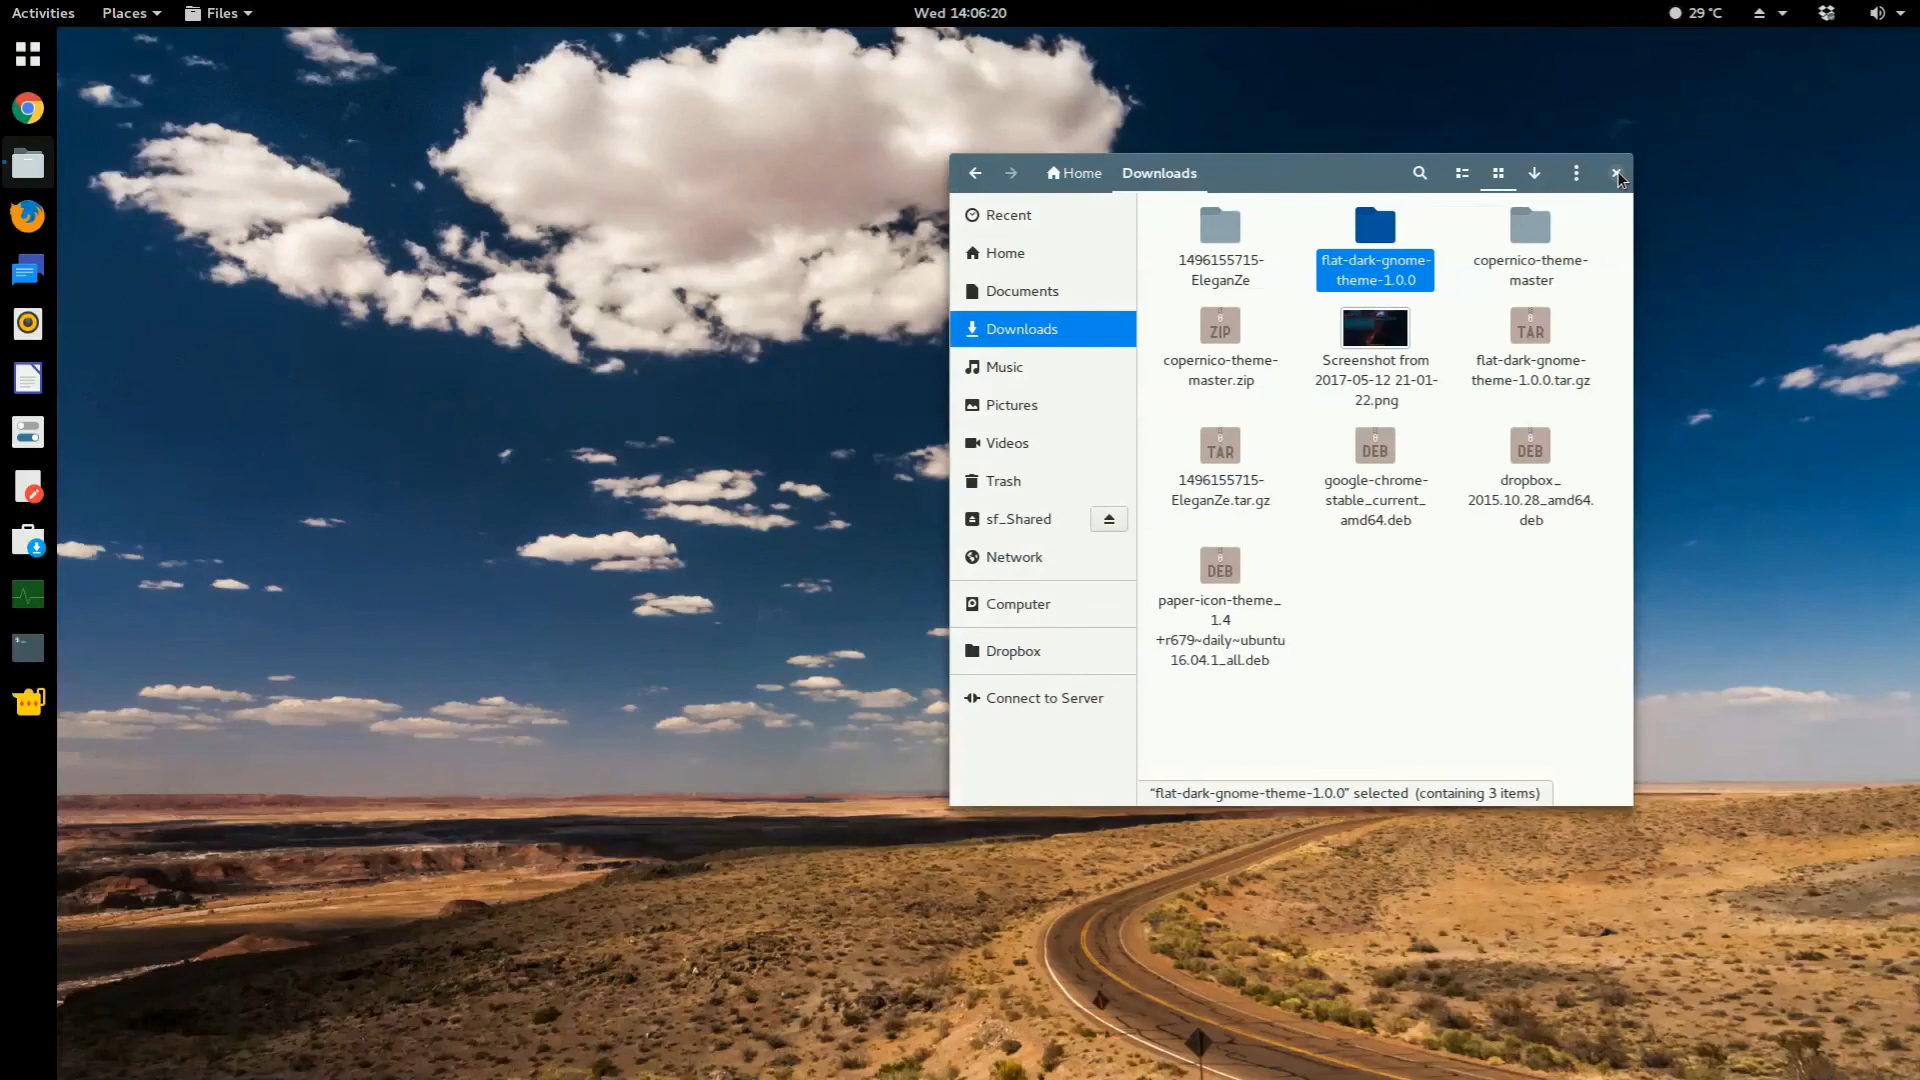 Activities Places Files Wed 14:06:20 29 °C
Home Downloads
Recent
Home
Documents
Downloads
Music
Pictures
Videos
Trash
sf_Shared
Network
Computer
Dropbox
Connect to Server
1496155715-
EleganZe
flat-dark-gnome-
theme-1.0.0
copernico-theme-
master
ZIP
copernico-theme-
master.zip
Screenshot from
2017-05-12 21-01-
22.png
TAR
flat-dark-gnome-
theme-1.0.0.tar.gz
TAR
1496155715-
EleganZe.tar.gz
DEB
google-chrome-
stable_current_
amd64.deb
DEB
dropbox_
2015.10.28_amd64.
deb
DEB
paper-icon-theme_
1.4
+r679~daily~ubuntu
16.04.1_all.deb
“flat-dark-gnome-theme-1.0.0” selected (containing 3 items)